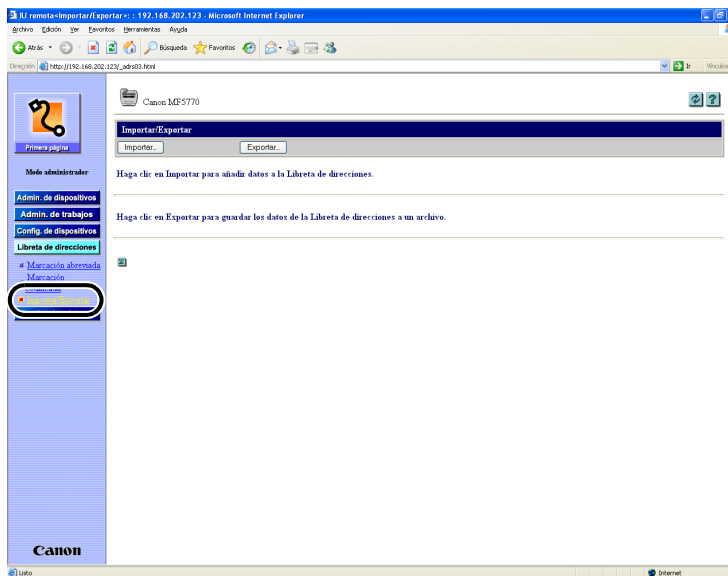 IU remota<Importar/Exportar>: : 192.168.202.123 - Microsoft Internet Explorer
Archivo Edición Ver Favoritos Herramientas Ayuda
Atrás Búsqueda Favoritos
Dirección http://192.168.202.123/_adrs03.html Ir Vínculos
Canon MF5770
Primera página
Importar/Exportar
Importar... Exportar...
Modo administrador
Haga clic en Importar para añadir datos a la Libreta de direcciones.
Admin. de dispositivos
Admin. de trabajos
Haga clic en Exportar para guardar los datos de la Libreta de direcciones a un archivo.
Config. de dispositivos
Libreta de direcciones
Marcación abreviada
Marcación
Importar/Exportar
Canon
Listo Internet